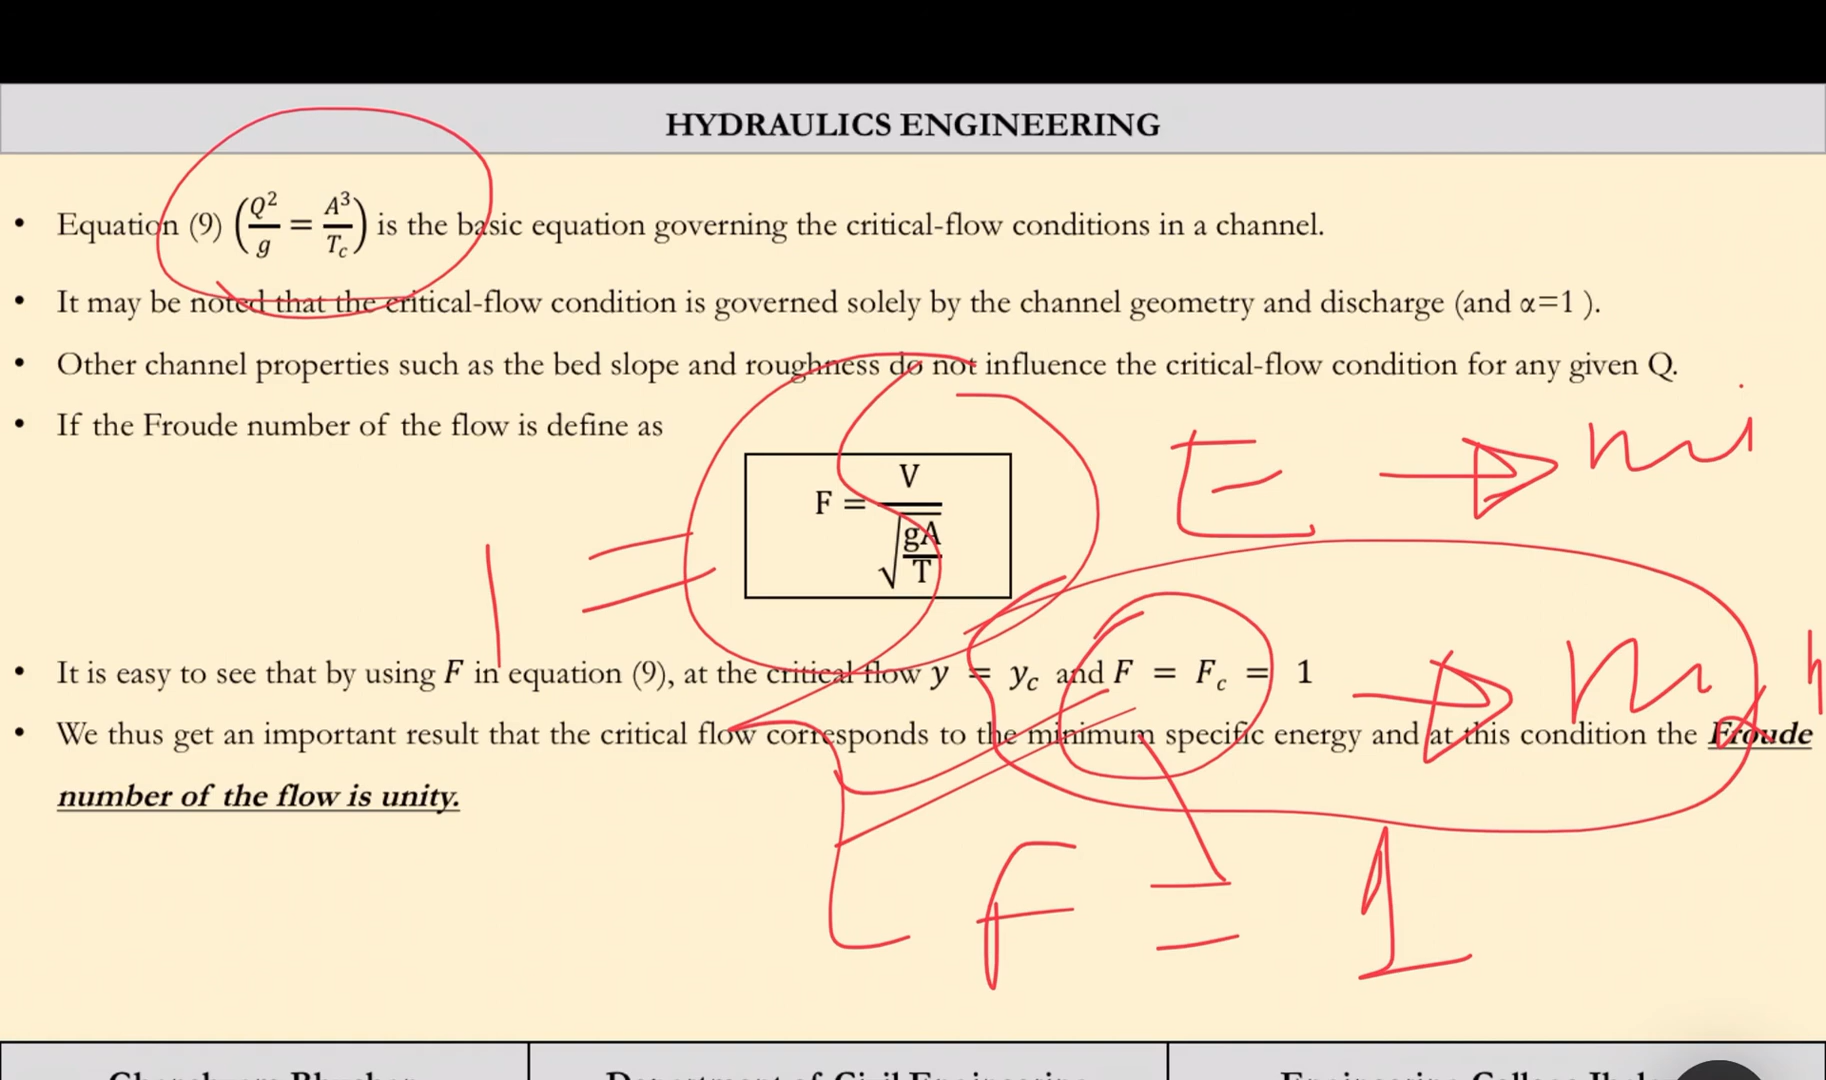 HYDRAULICS ENGINEERING
• Equation (9) (Q²/g = A³/T꜀) is the basic equation governing the critical-flow conditions in a channel.
• It may be noted that the critical-flow condition is governed solely by the channel geometry and discharge (and α=1 ).
• Other channel properties such as the bed slope and roughness do not influence the critical-flow condition for any given Q.
• If the Froude number of the flow is define as
F = V / √(gA/T)
E → mi
1 =
• It is easy to see that by using F in equation (9), at the critical flow y = y꜀ and F = F꜀ = 1
• We thus get an important result that the critical flow corresponds to the minimum specific energy and at this condition the Froude
number of the flow is unity.
F = 1
Department of Civil Engineering
Engineering College